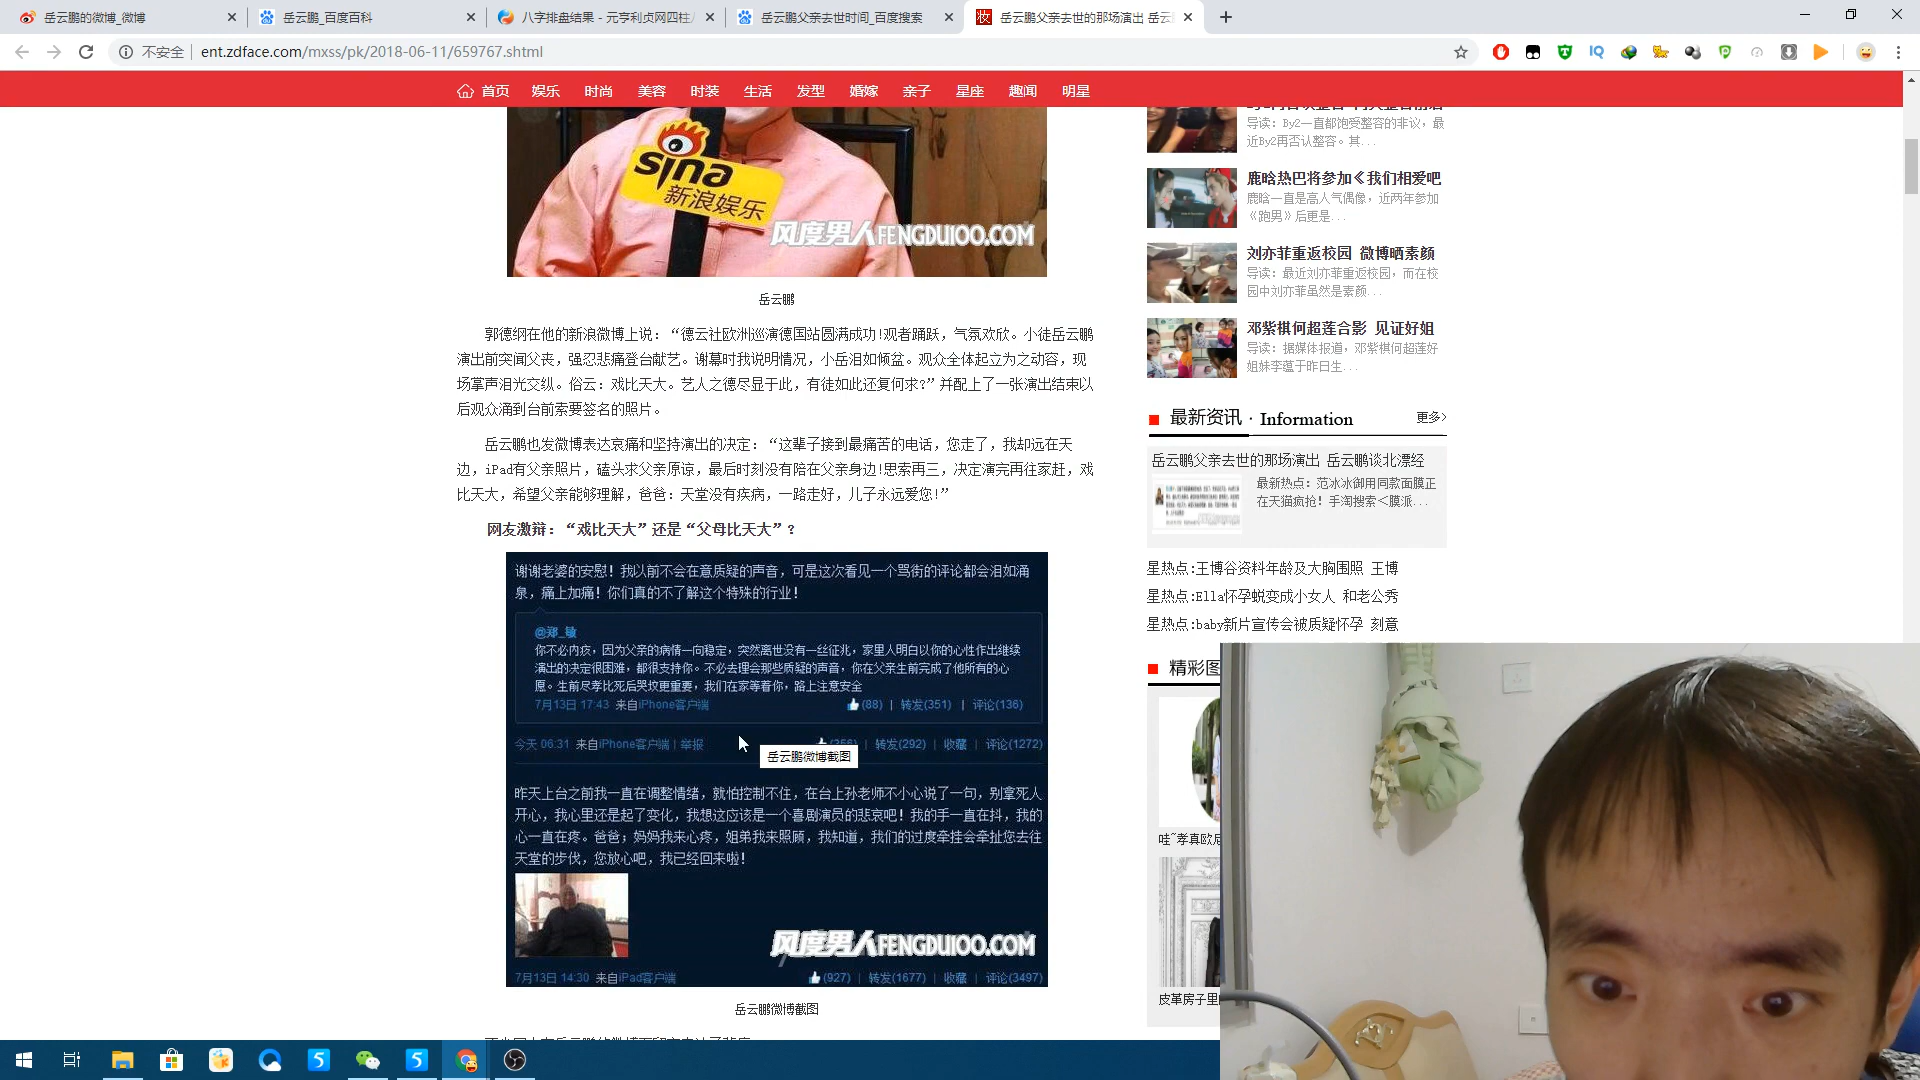 岳云鹏的微博_微博
岳云鹏_百度百科
八字排盘结果 - 元亨利贞网四柱
岳云鹏父亲去世时间_百度搜索
岳云鹏父亲去世的那场演出 岳云
不安全
ent.zdface.com/mxss/pk/2018-06-11/659767.shtml
首页 娱乐 时尚 美容 时装 生活 发型 婚嫁 亲子 星座 趣闻 明星
sina
新浪娱乐
风度男人FENGDU100.COM
岳云鹏
郭德纲在他的新浪微博上说：“德云社欧洲巡演德国站圆满成功!观者踊跃，气氛欢欣。小徒岳云鹏
演出前突闻父丧，强忍悲痛登台献艺。谢幕时我说明情况，小岳泪如倾盆。观众全体起立为之动容，现
场掌声泪光交织。俗云：戏比天大。艺人之德尽显于此，有徒如此还复何求?”并配上了一张演出结束以
后观众涌到台前索要签名的照片。
岳云鹏也发微博表达哀痛和坚持演出的决定：“这辈子接到最痛苦的电话，您走了，我却远在天
边，iPad有父亲照片，磕头求父亲原谅，最后时刻没有陪在父亲身边!思索再三，决定演完再往家赶，戏
比天大，希望父亲能够理解，爸爸：天堂没有疾病，一路走好，儿子永远爱您!”
网友激辩：“戏比天大”还是“父母比天大”？
谢谢老婆的安慰！我以前不会在意质疑的声音，可是这次看见一个骂街的评论都会泪如涌
泉，痛上加痛！你们真的不了解这个特殊的行业！
@郑_敏
你不必内疚，因为父亲的病情一向稳定，突然离世没有一丝征兆，家里人明白以你的心性作出继续
演出的决定很困难，都很支持你。不必去理会那些质疑的声音，你在父亲生前完成了他所有的心
愿。生前尽孝比死后哭坟更重要，我们在家等着你，路上注意安全
7月13日 17:43 来自iPhone客户端 (88) | 转发(351) | 评论(136)
今天 06:31 来自iPhone客户端 | 举报 (356) | 转发(292) | 收藏 | 评论(1272)
岳云鹏微博截图
昨天上台之前我一直在调整情绪，就怕控制不住，在台上孙老师不小心说了一句，别拿死人
开心，我心里还是起了变化，我想这应该是一个喜剧演员的悲哀吧！我的手一直在抖，我的
心一直在疼。爸爸；妈妈我来心疼，姐弟我来照顾，我知道，我们的过度牵挂会牵扯您去往
天堂的步伐，您放心吧，我已经回来啦！
风度男人FENGDU100.COM
7月13日 14:30 来自iPad客户端 (927) | 转发(1677) | 收藏 | 评论(3497)
岳云鹏微博截图
导读：By2一直都饱受整容的非议，最
近By2再否认整容。其...
鹿晗热巴将参加《我们相爱吧
鹿晗一直是高人气偶像，近两年参加
《跑男》后更是...
刘亦菲重返校园 微博晒素颜
导读：最近刘亦菲重返校园，而在校
园中刘亦菲虽然是素颜...
邓紫棋何超莲合影 见证好姐
导读：据媒体报道，邓紫棋何超莲好
姐妹李蕴于昨日生...
最新资讯 · Information 更多>
岳云鹏父亲去世的那场演出 岳云鹏谈北漂经
最新热点：范冰冰御用同款面膜正
在天猫疯抢！手淘搜索＜膜派...
星热点:王博谷资料年龄及大胸围照 王博
星热点:Ella怀孕蜕变成小女人 和老公秀
星热点:baby新片宣传会被质疑怀孕 刻意
精彩图
哇~孝真欧尼
皮革房子里